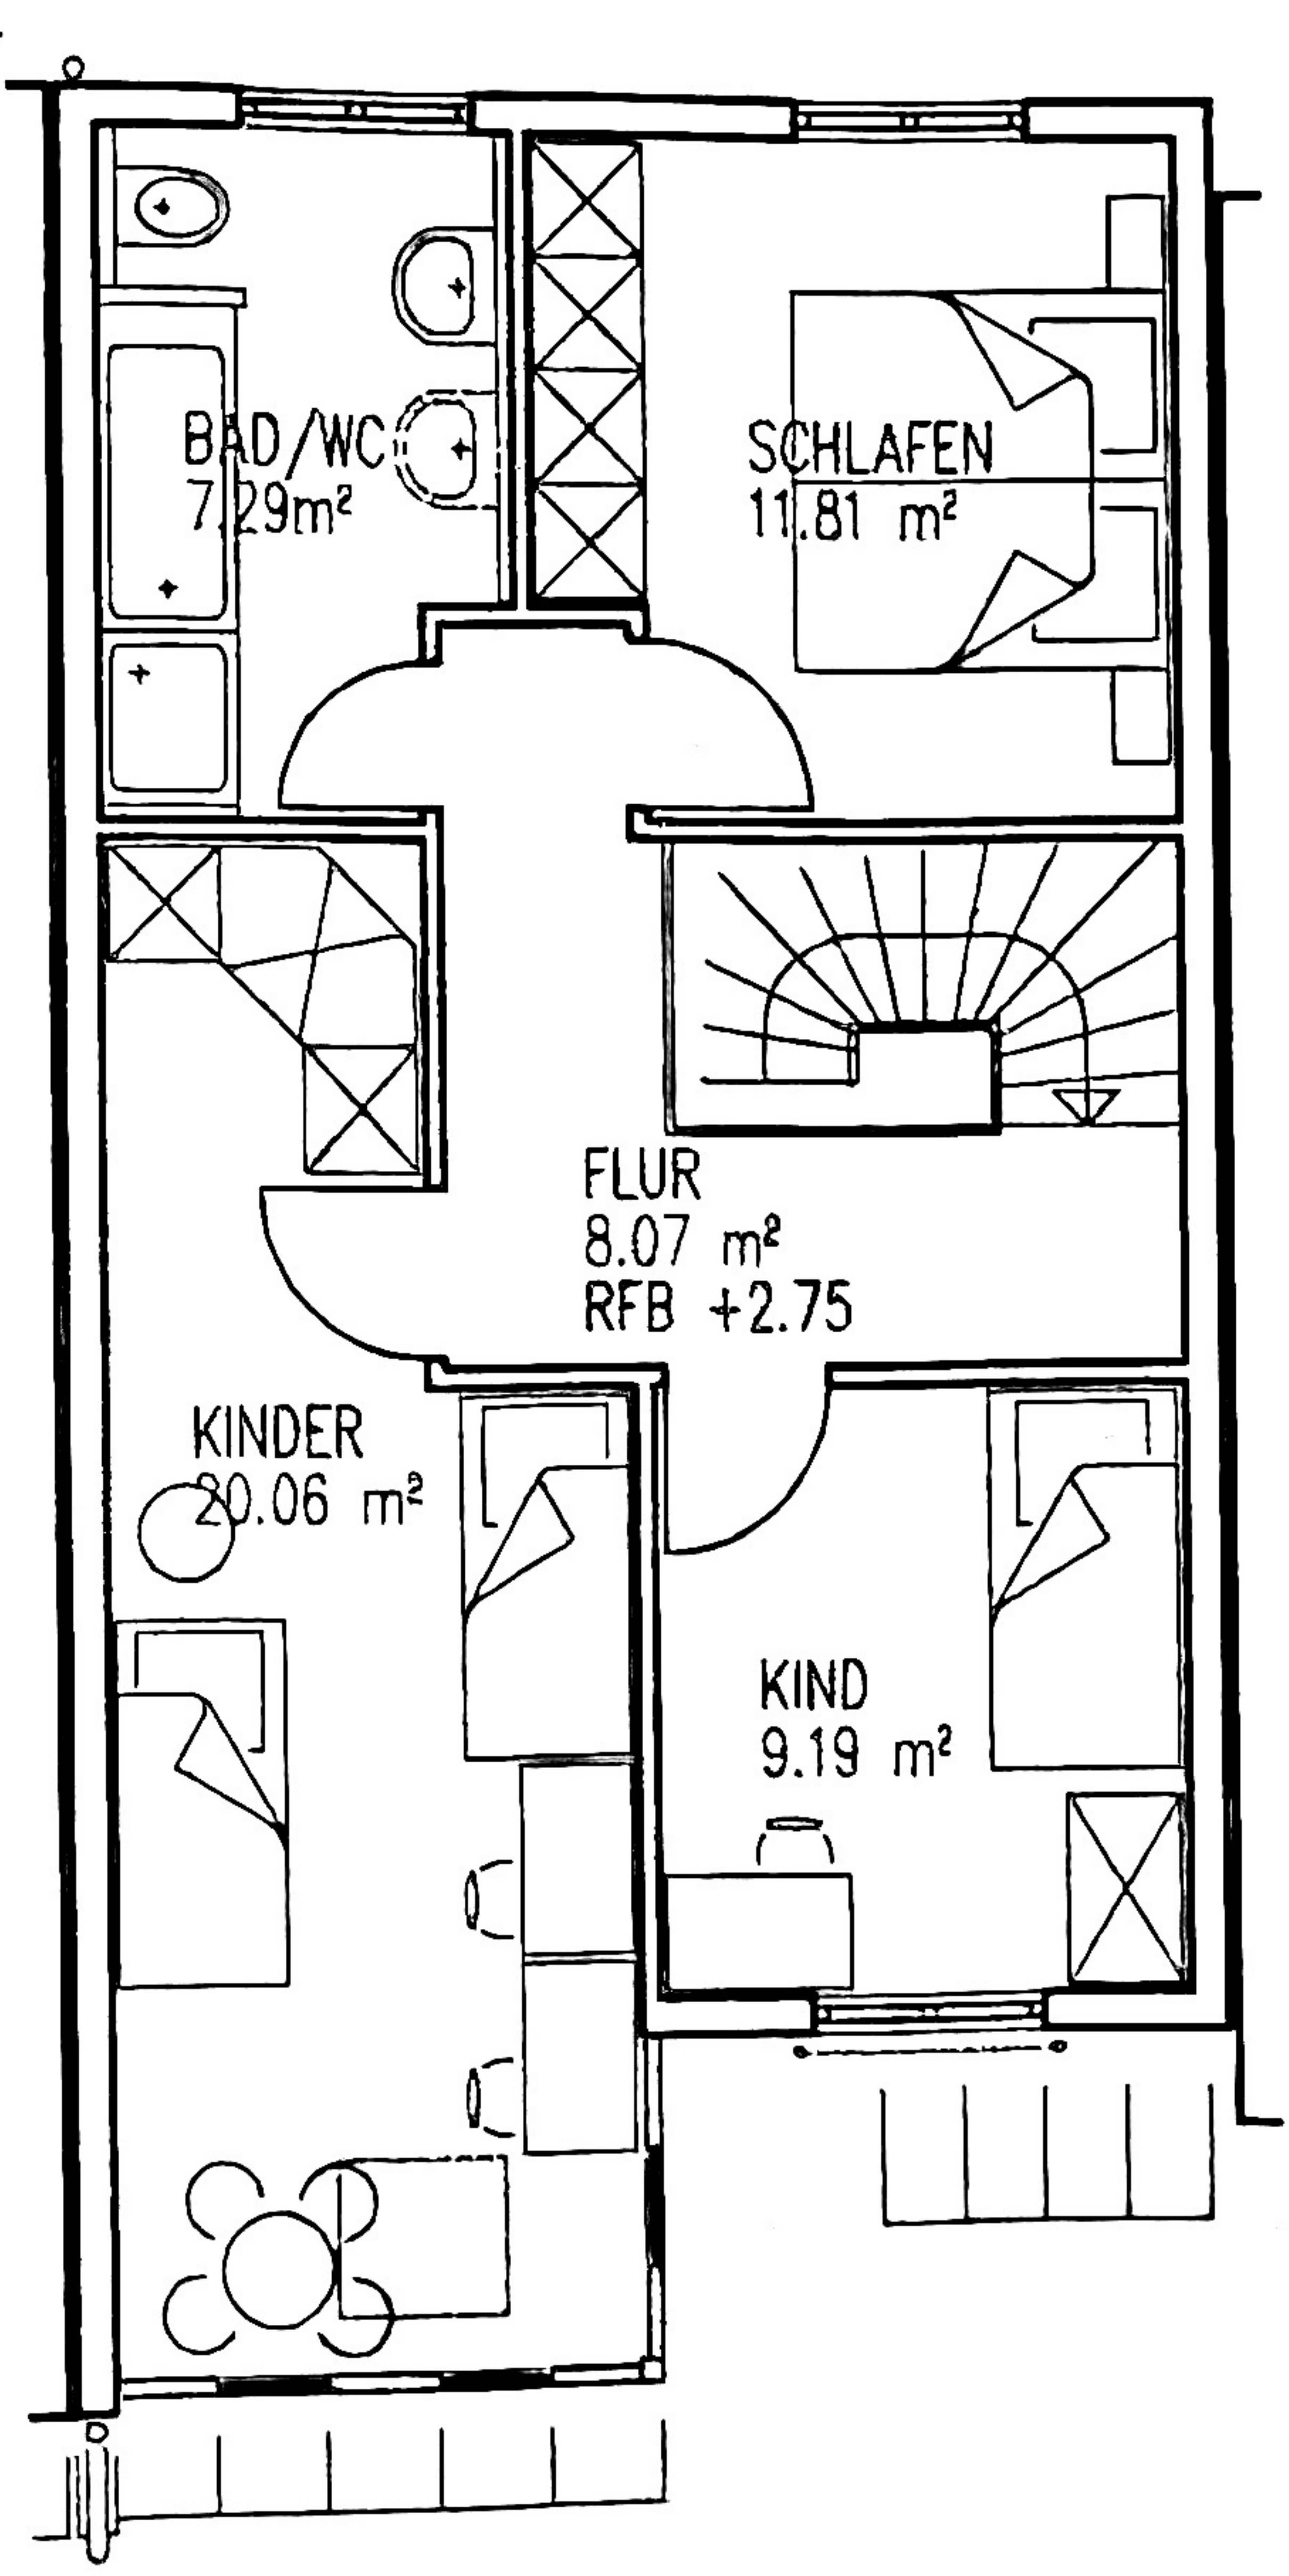 BAD/WC
7.29m²
SCHLAFEN
11.81 m²
FLUR
8.07 m²
RFB +2.75
KINDER
20.06 m²
KIND
9.19 m²